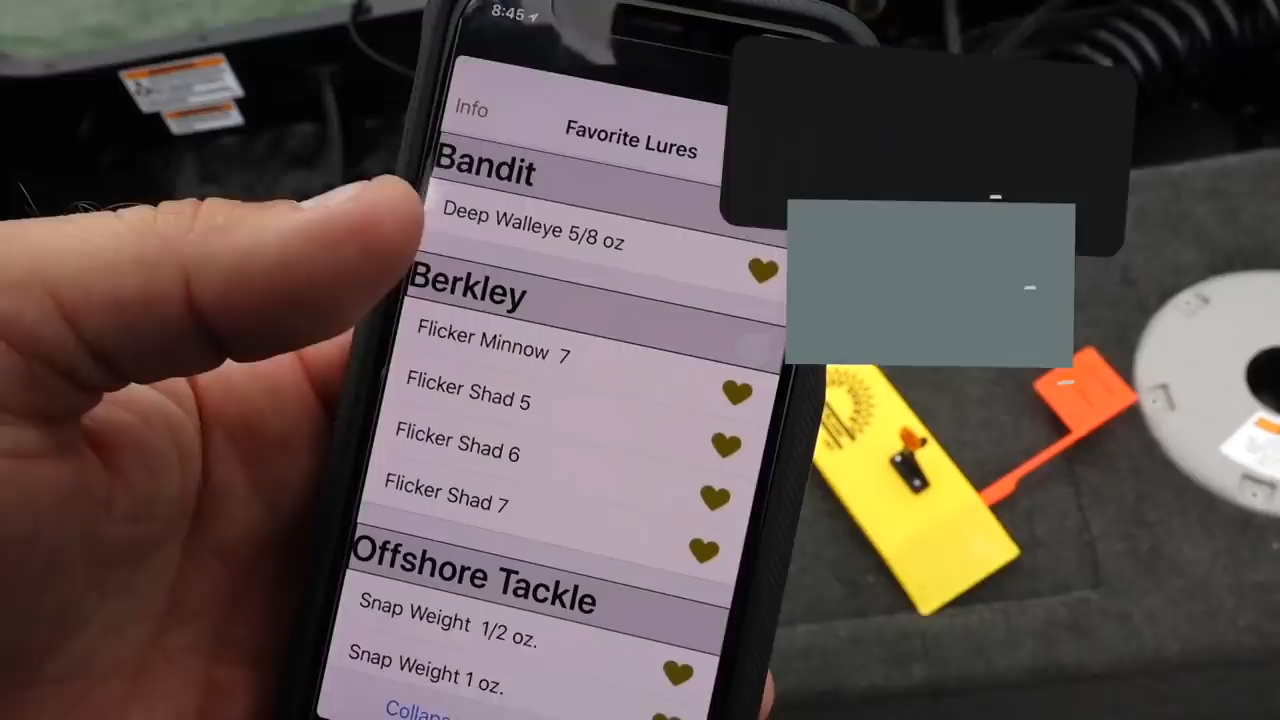 8:45
Info
Favorite Lures
Bandit
Deep Walleye 5/8 oz
Berkley
Flicker Minnow 7
Flicker Shad 5
Flicker Shad 6
Flicker Shad 7
Offshore Tackle
Snap Weight 1/2 oz.
Snap Weight 1 oz.